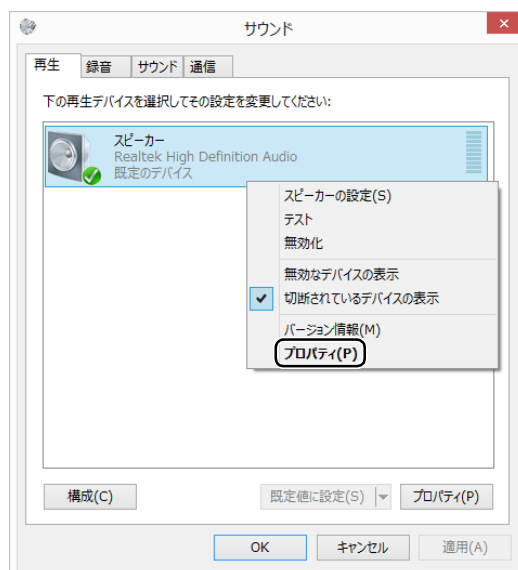 サウンド
再生 録音 サウンド 通信
下の再生デバイスを選択してその設定を変更してください:
スピーカー
Realtek High Definition Audio
既定のデバイス
スピーカーの設定(S)
テスト
無効化
無効なデバイスの表示
切断されているデバイスの表示
バージョン情報(M)
プロパティ(P)
構成(C) 既定値に設定(S) プロパティ(P)
OK キャンセル 適用(A)